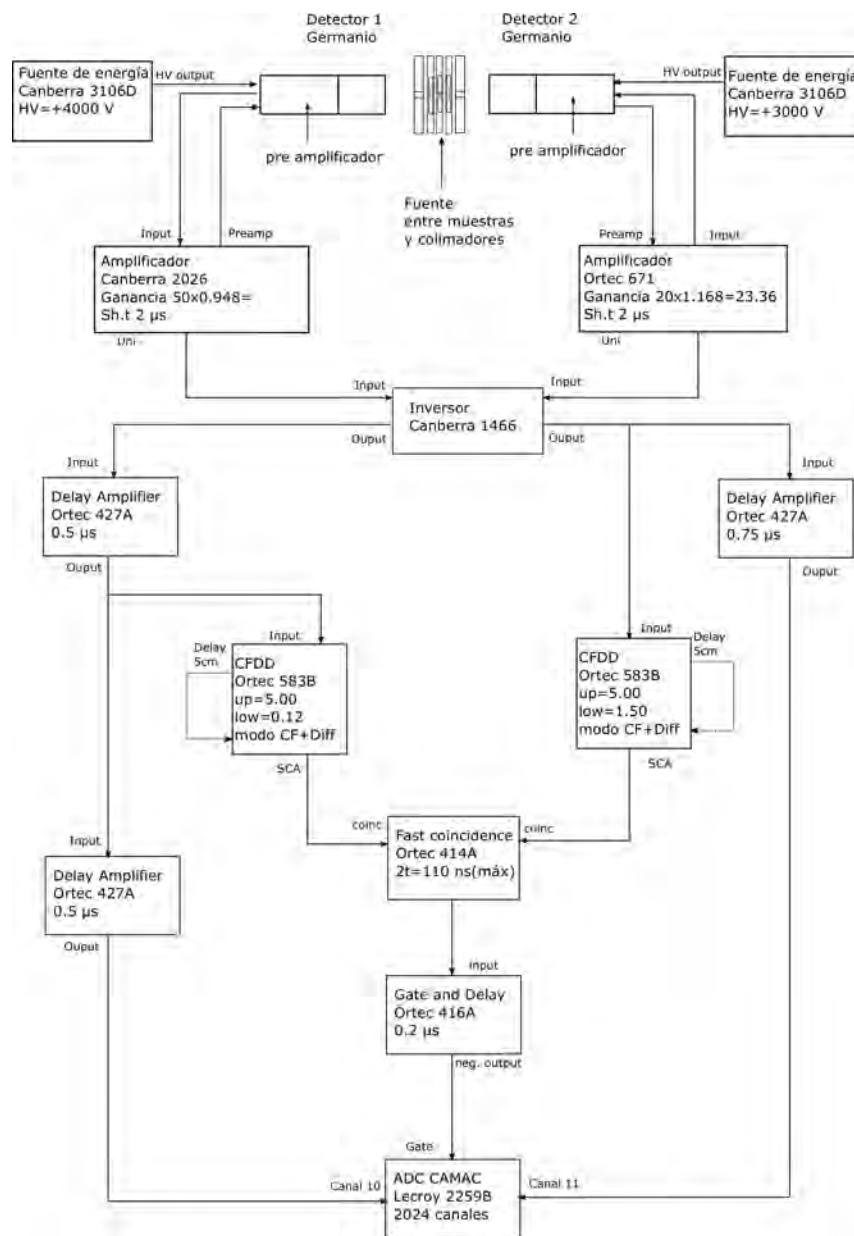 Detector 1
Germanio
Detector 2
Germanio
Fuente de energía
Canberra 3106D
HV=+4000 V
HV output
HV output
Fuente de energía
Canberra 3106D
HV=+3000 V
pre amplificador
pre amplificador
Fuente
entre muestras
y colimadores
Input
Preamp
Preamp
Input
Amplificador
Canberra 2026
Ganancia 50x0.948=
Sh.t 2 µs
Amplificador
Ortec 671
Ganancia 20x1.168=23.36
Sh.t 2 µs
Uni
Uni
Input
Input
Inversor
Canberra 1466
Ouput
Ouput
Input
Input
Delay Amplifier
Ortec 427A
0.5 µs
Delay Amplifier
Ortec 427A
0.75 µs
Ouput
Ouput
Input
Input
Delay
5cm
CFDD
Ortec 583B
up=5.00
low=0.12
modo CF+Diff
CFDD
Ortec 583B
up=5.00
low=1.50
modo CF+Diff
Delay
5cm
SCA
SCA
coinc
coinc
Fast coincidence
Ortec 414A
2t=110 ns(máx)
Input
Delay Amplifier
Ortec 427A
0.5 µs
Ouput
Input
Gate and Delay
Ortec 416A
0.2 µs
neg. output
Gate
Canal 10
ADC CAMAC
Lecroy 2259B
2024 canales
Canal 11